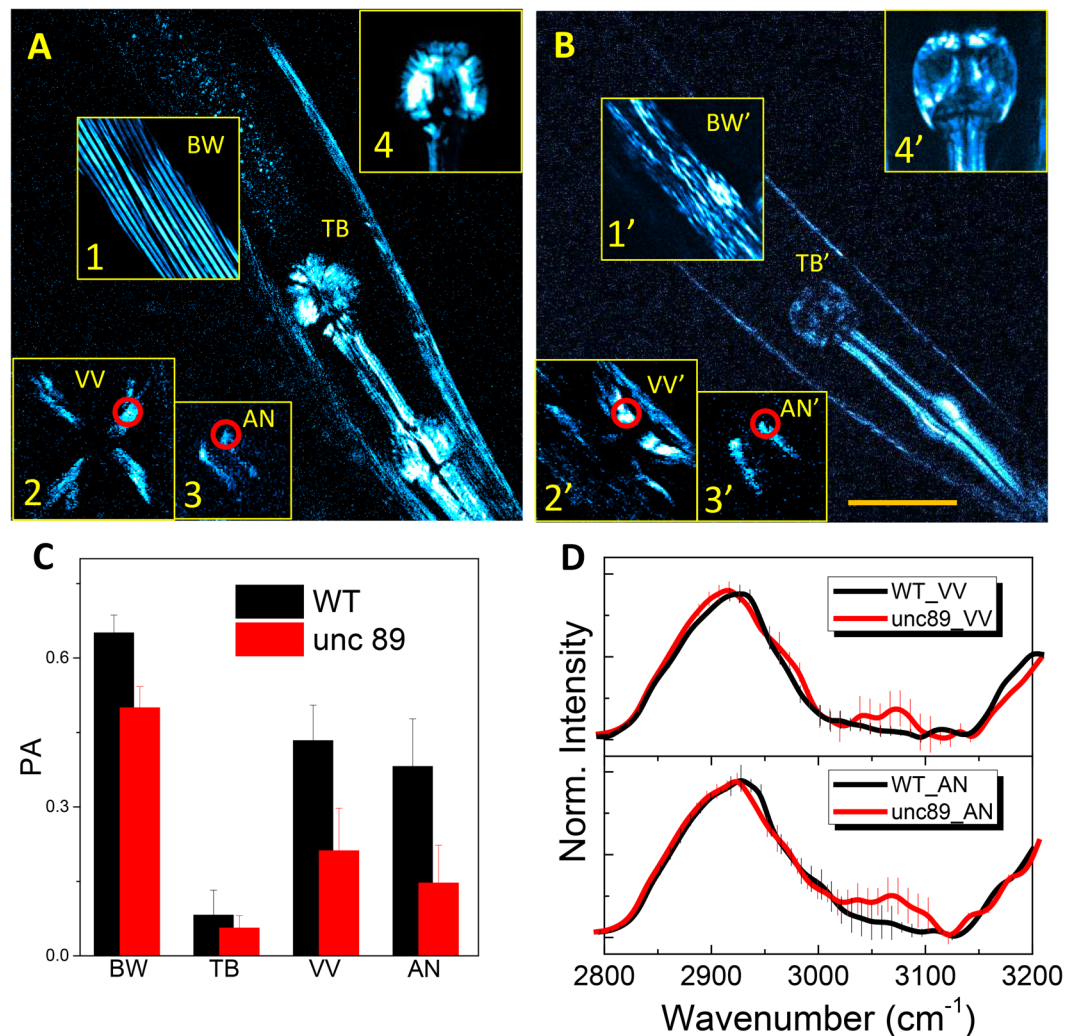 A
BW
1
4
TB
VV
2
AN
3
B
BW’
1’
4’
TB’
VV’
2’
AN’
3’
C
WT
unc 89
PA
0.6
0.3
0.0
BW TB VV AN
D
WT_VV
unc89_VV
WT_AN
unc89_AN
Norm. Intensity
2800 2900 3000 3100 3200
Wavenumber (cm⁻¹)